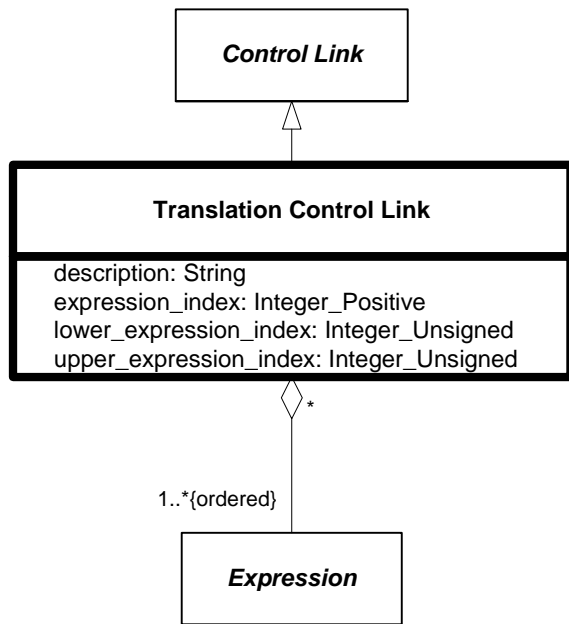 Control Link
Translation Control Link
description: String
expression_index: Integer_Positive
lower_expression_index: Integer_Unsigned
upper_expression_index: Integer_Unsigned
*
1..*{ordered}
Expression